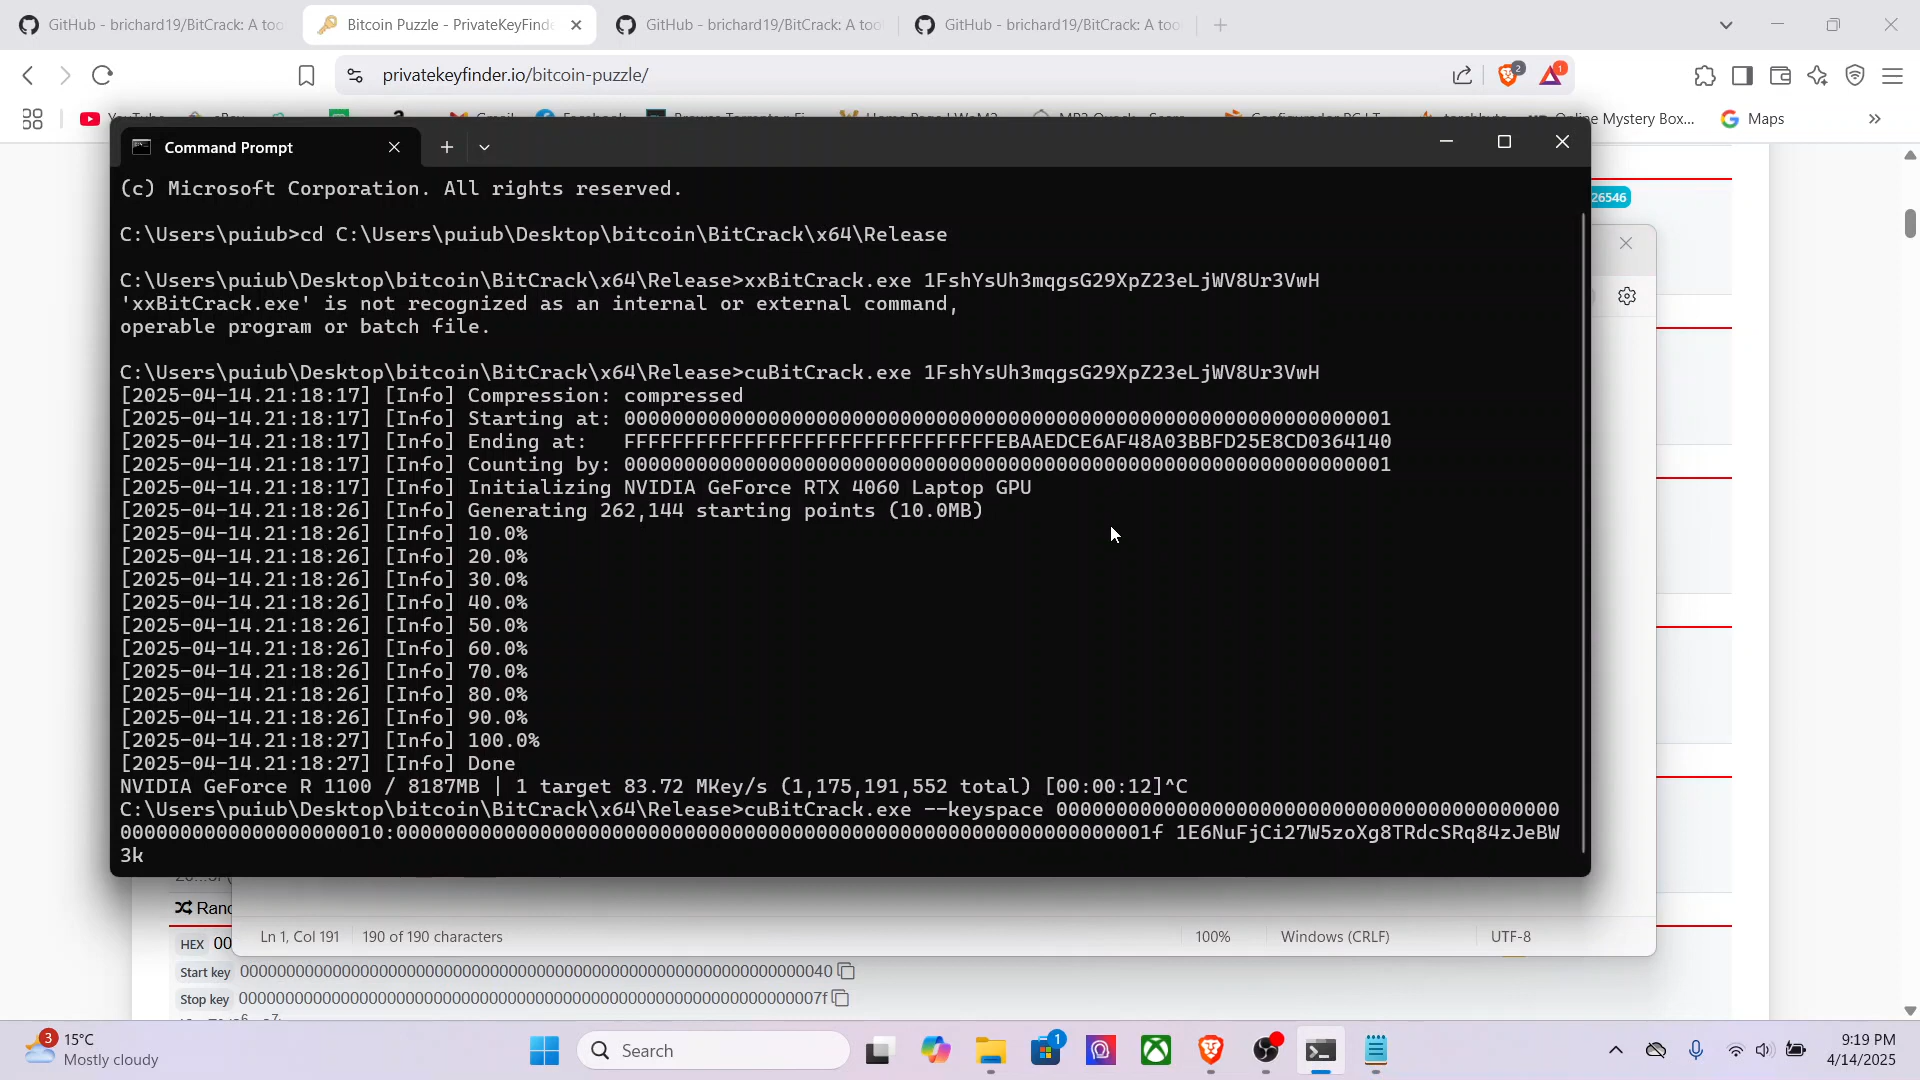 GitHub - brichard19/BitCrack: A too
Bitcoin Puzzle - PrivateKeyFinde
GitHub - brichard19/BitCrack: A too
GitHub - brichard19/BitCrack: A too
privatekeyfinder.io/bitcoin-puzzle/
2
1
YouTube
eBay
Gmail
Facebook
Online Mystery Box...
Maps
Command Prompt
(c) Microsoft Corporation. All rights reserved.
26546
C:\Users\puiub>cd C:\Users\puiub\Desktop\bitcoin\BitCrack\x64\Release
C:\Users\puiub\Desktop\bitcoin\BitCrack\x64\Release>xxBitCrack.exe 1FshYsUh3mqgsG29XpZ23eLjWV8Ur3VwH
'xxBitCrack.exe' is not recognized as an internal or external command,
operable program or batch file.
C:\Users\puiub\Desktop\bitcoin\BitCrack\x64\Release>cuBitCrack.exe 1FshYsUh3mqgsG29XpZ23eLjWV8Ur3VwH
[2025-04-14.21:18:17] [Info] Compression: compressed
[2025-04-14.21:18:17] [Info] Starting at: 0000000000000000000000000000000000000000000000000000000000000001
[2025-04-14.21:18:17] [Info] Ending at:   FFFFFFFFFFFFFFFFFFFFFFFFFFFFFFFEBAAEDCE6AF48A03BBFD25E8CD0364140
[2025-04-14.21:18:17] [Info] Counting by: 0000000000000000000000000000000000000000000000000000000000000001
[2025-04-14.21:18:17] [Info] Initializing NVIDIA GeForce RTX 4060 Laptop GPU
[2025-04-14.21:18:26] [Info] Generating 262,144 starting points (10.0MB)
[2025-04-14.21:18:26] [Info] 10.0%
[2025-04-14.21:18:26] [Info] 20.0%
[2025-04-14.21:18:26] [Info] 30.0%
[2025-04-14.21:18:26] [Info] 40.0%
[2025-04-14.21:18:26] [Info] 50.0%
[2025-04-14.21:18:26] [Info] 60.0%
[2025-04-14.21:18:26] [Info] 70.0%
[2025-04-14.21:18:26] [Info] 80.0%
[2025-04-14.21:18:26] [Info] 90.0%
[2025-04-14.21:18:27] [Info] 100.0%
[2025-04-14.21:18:27] [Info] Done
NVIDIA GeForce R 1100 / 8187MB | 1 target 83.72 MKey/s (1,175,191,552 total) [00:00:12]^C
C:\Users\puiub\Desktop\bitcoin\BitCrack\x64\Release>cuBitCrack.exe --keyspace 000000000000000000000000000000000000000000
0000000000000000000010:000000000000000000000000000000000000000000000000000000000000001f 1E6NuFjCi27W5zoXg8TRdcSRq84zJeBW
3k
Ran
HEX 00
Ln 1, Col 191
190 of 190 characters
100%
Windows (CRLF)
UTF-8
Start key 0000000000000000000000000000000000000000000000000000000000000040
Stop key 000000000000000000000000000000000000000000000000000000000000007f
3
15°C
Mostly cloudy
Search
1
9:19 PM
4/14/2025